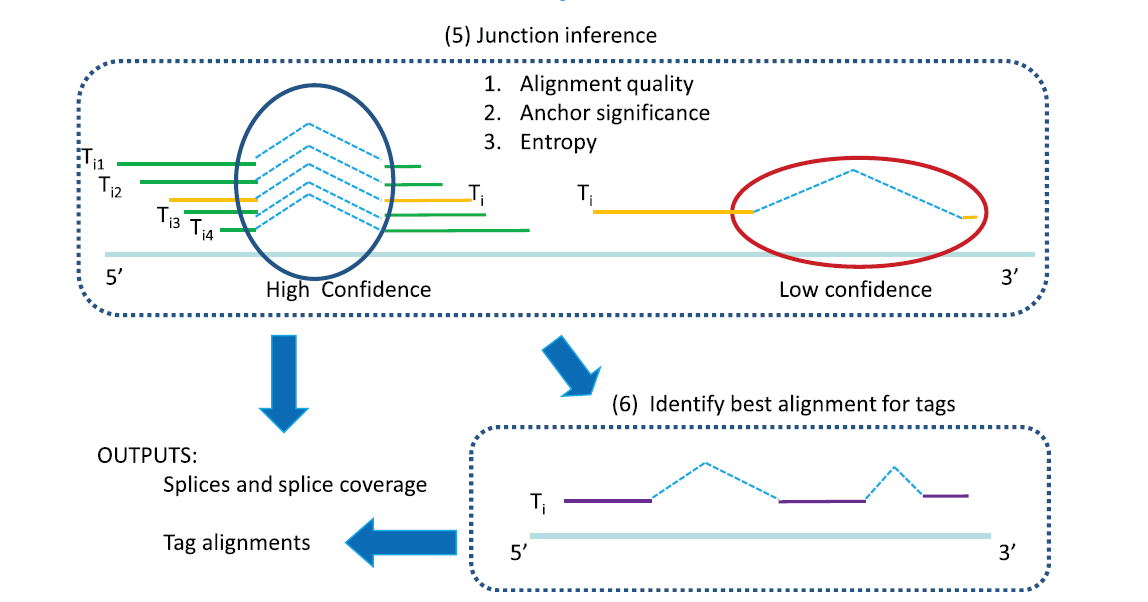 (5) Junction inference
1. Alignment quality
2. Anchor significance
3. Entropy
Ti1
Ti2
Ti3
Ti4
Ti
Ti
5’
3’
High Confidence
Low confidence
(6) Identify best alignment for tags
OUTPUTS:
Splices and splice coverage
Tag alignments
Ti
5’
3’